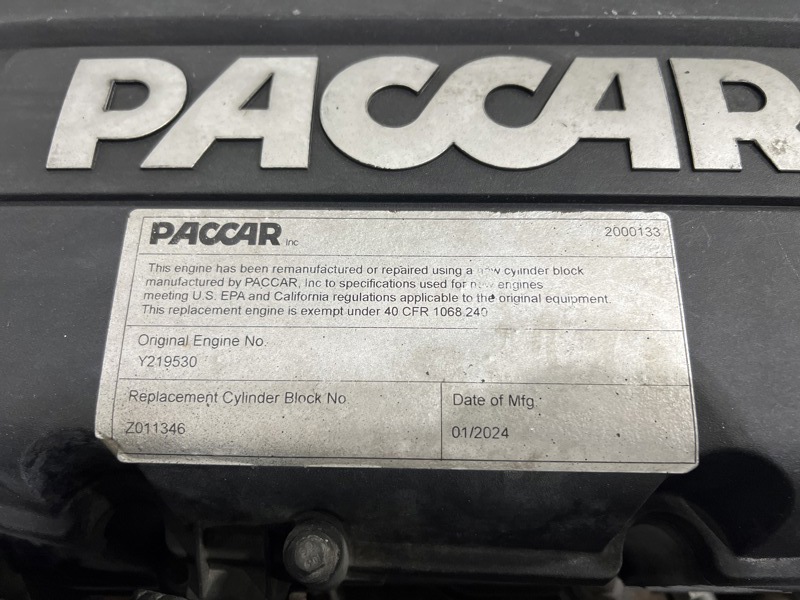 PACCAR
PACCAR Inc
2000133
This engine has been remanufactured or repaired using a new cylinder block
manufactured by PACCAR, Inc to specifications used for new engines
meeting U.S. EPA and California regulations applicable to the original equipment.
This replacement engine is exempt under 40 CFR 1068.240
Original Engine No.
Y219530
Replacement Cylinder Block No.
Z011346
Date of Mfg.
01/2024